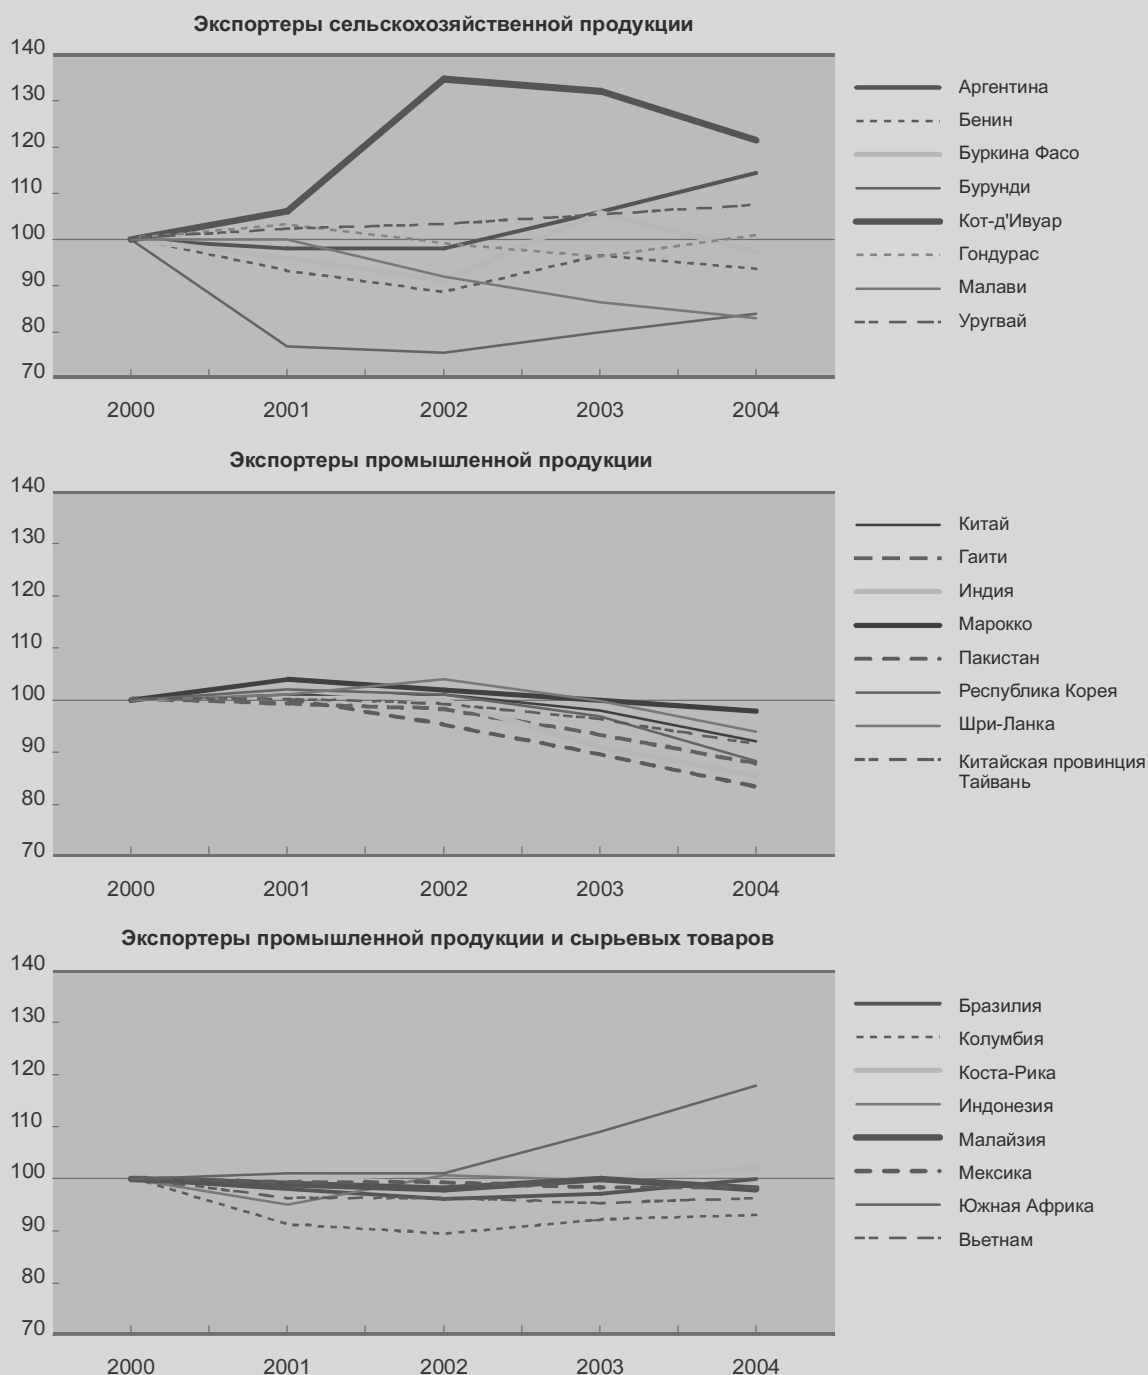 Экспортеры сельскохозяйственной продукции
140
130
120
110
100
90
80
70
2000 2001 2002 2003 2004
Аргентина
Бенин
Буркина Фасо
Бурунди
Кот-д'Ивуар
Гондурас
Малави
Уругвай
Экспортеры промышленной продукции
140
130
120
110
100
90
80
70
2000 2001 2002 2003 2004
Китай
Гаити
Индия
Марокко
Пакистан
Республика Корея
Шри-Ланка
Китайская провинция
Тайвань
Экспортеры промышленной продукции и сырьевых товаров
140
130
120
110
100
90
80
70
2000 2001 2002 2003 2004
Бразилия
Колумбия
Коста-Рика
Индонезия
Малайзия
Мексика
Южная Африка
Вьетнам